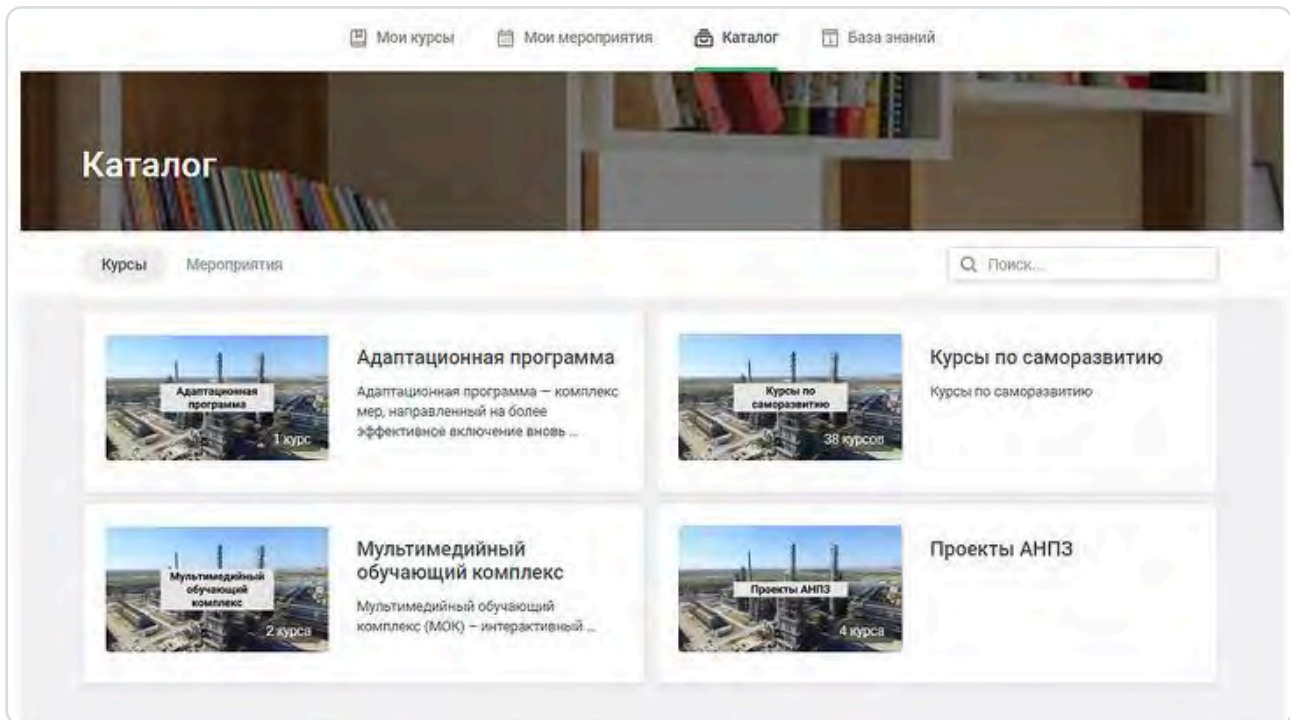 Мои курсы Мои мероприятия Каталог База знаний
Каталог
Курсы Мероприятия Поиск...
Адаптационная
программа
1 курс
Адаптационная программа
Адаптационная программа — комплекс
мер, направленный на более
эффективное включение вновь ...
Курсы по
саморазвитию
38 курсов
Курсы по саморазвитию
Курсы по саморазвитию
Мультимедийный
обучающий
комплекс
2 курса
Мультимедийный
обучающий комплекс
Мультимедийный обучающий
комплекс (МОК) – интерактивный ...
Проекты АНПЗ
4 курса
Проекты АНПЗ